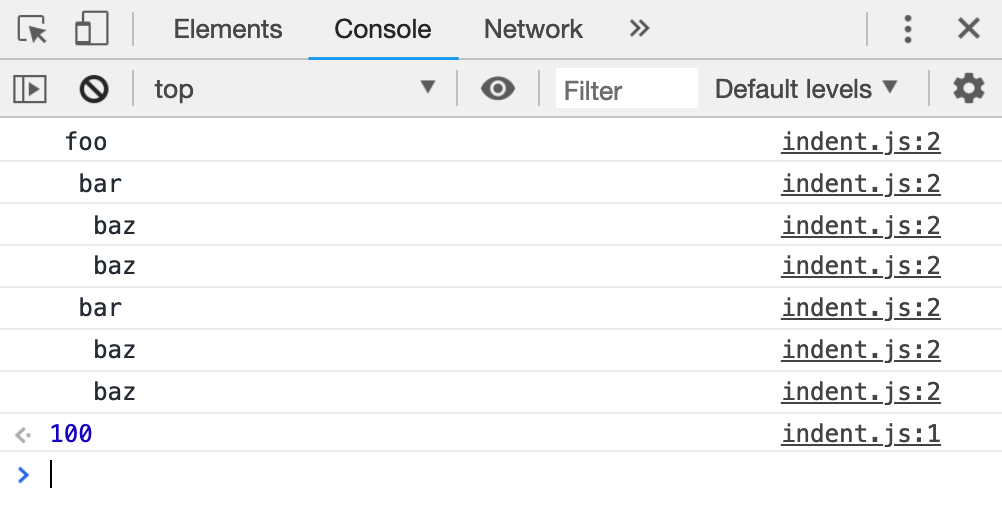 Elements Console Network »
top Filter Default levels
foo indent.js:2
bar indent.js:2
baz indent.js:2
baz indent.js:2
bar indent.js:2
baz indent.js:2
baz indent.js:2
100 indent.js:1
>